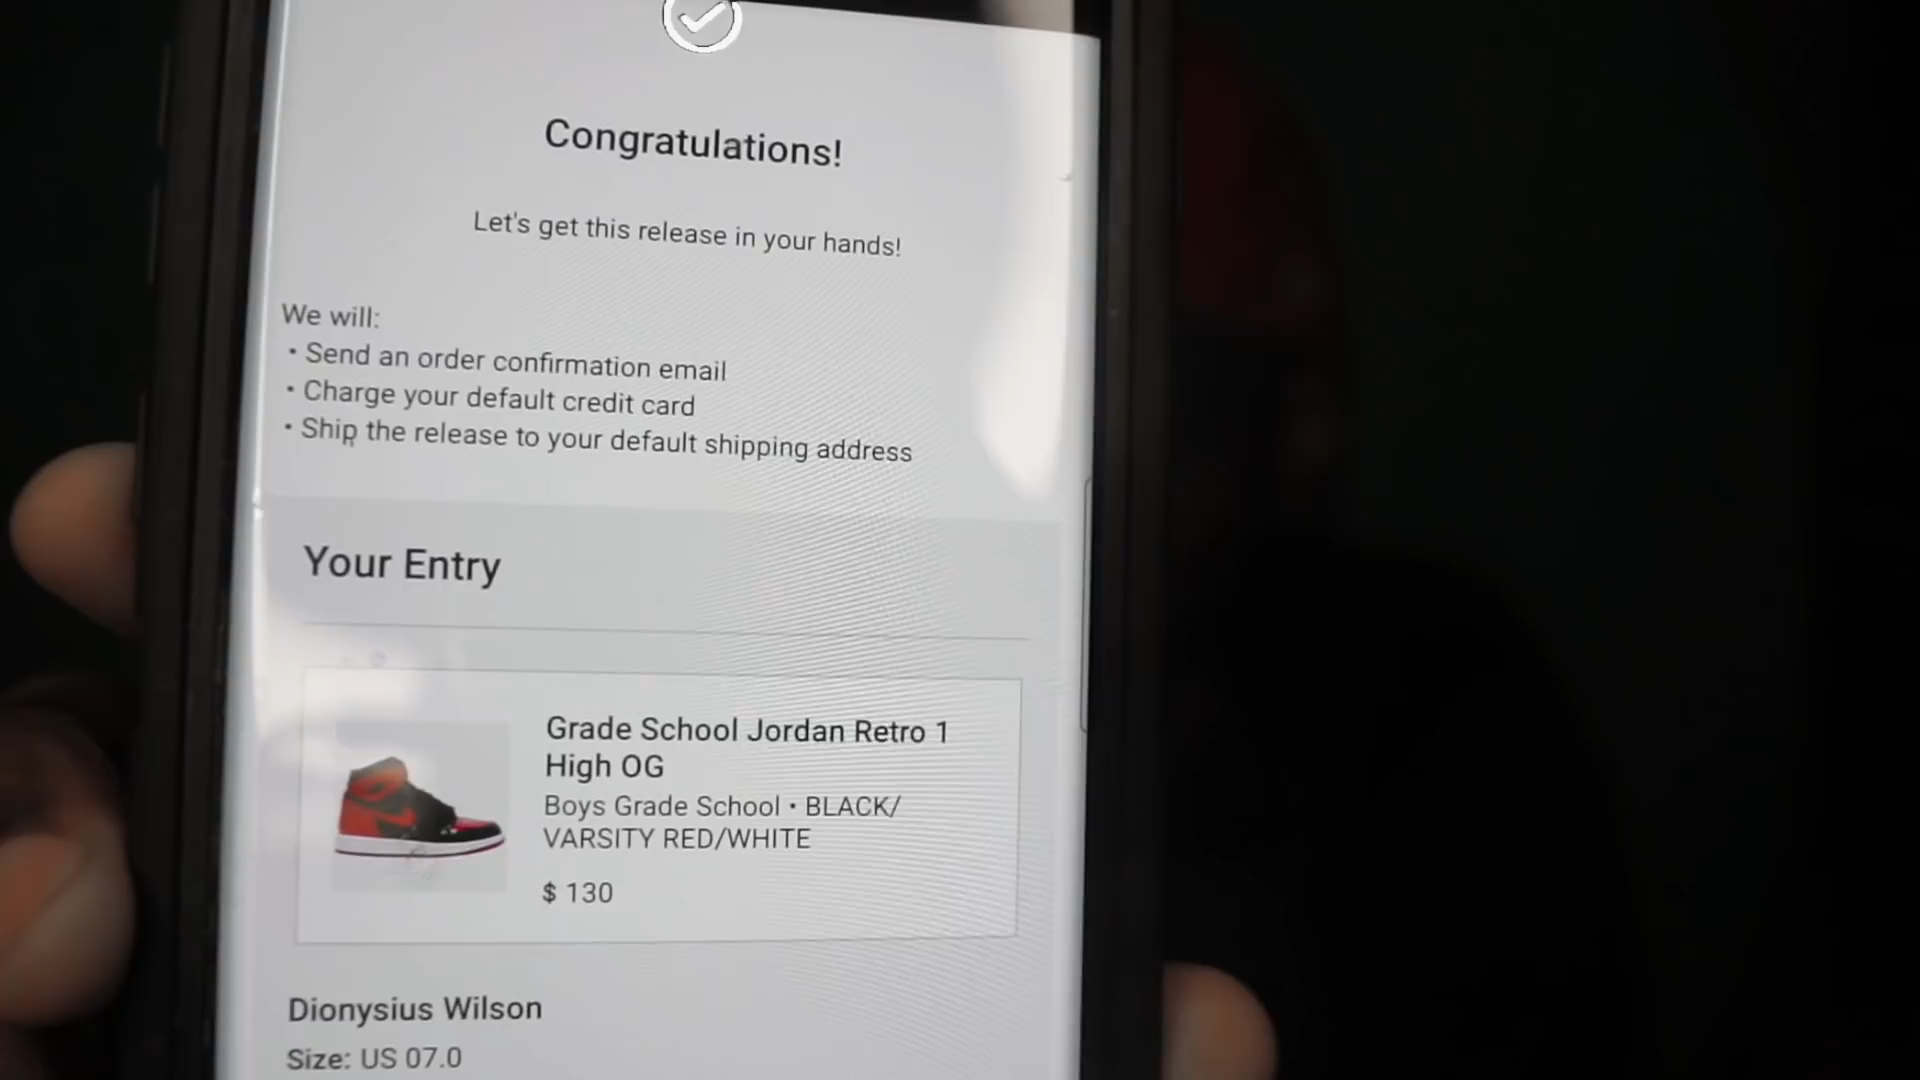 Congratulations!
Let's get this release in your hands!
We will:
• Send an order confirmation email
• Charge your default credit card
• Ship the release to your default shipping address
Your Entry
Grade School Jordan Retro 1
High OG
Boys Grade School • BLACK/
VARSITY RED/WHITE
$ 130
Dionysius Wilson
Size: US 07.0